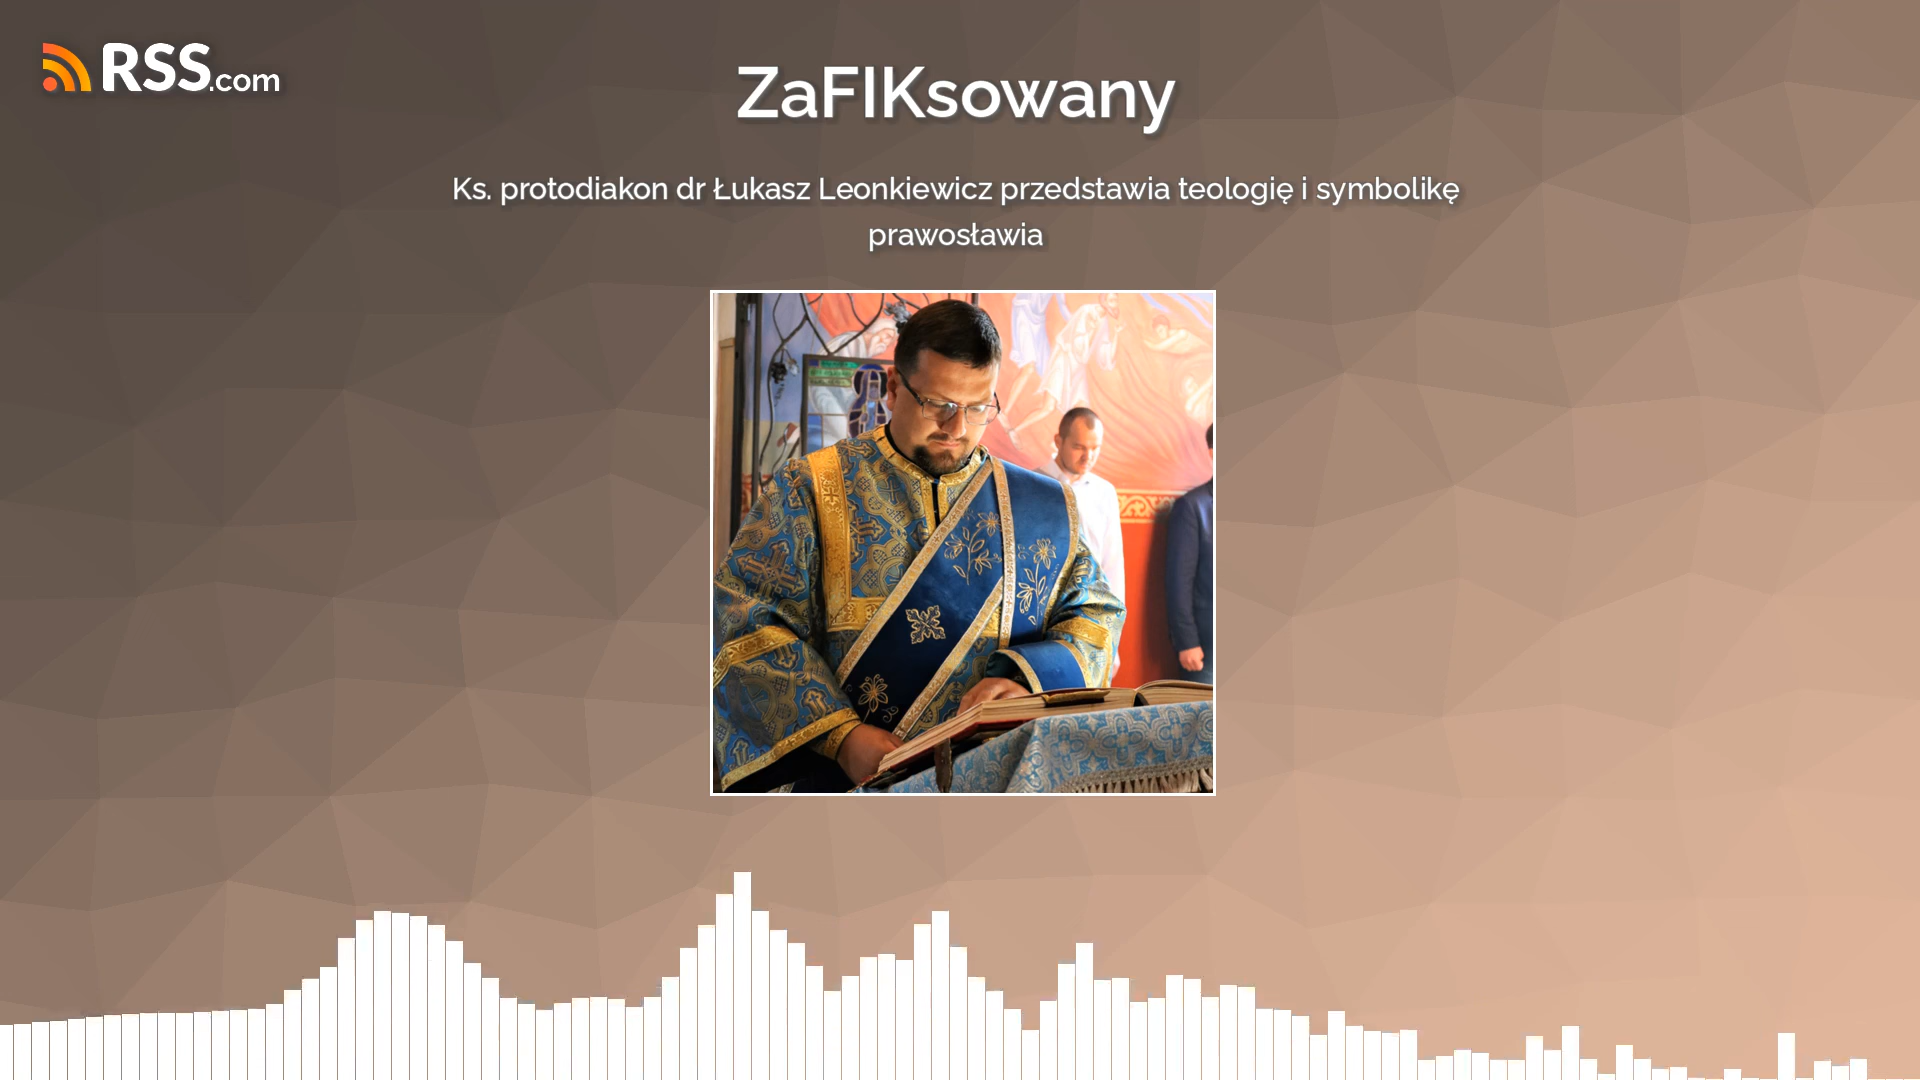 RSS.com
ZaFIKsowany
Ks. protodiakon dr Łukasz Leonkiewicz przedstawia teologię i symbolikę
prawosławia